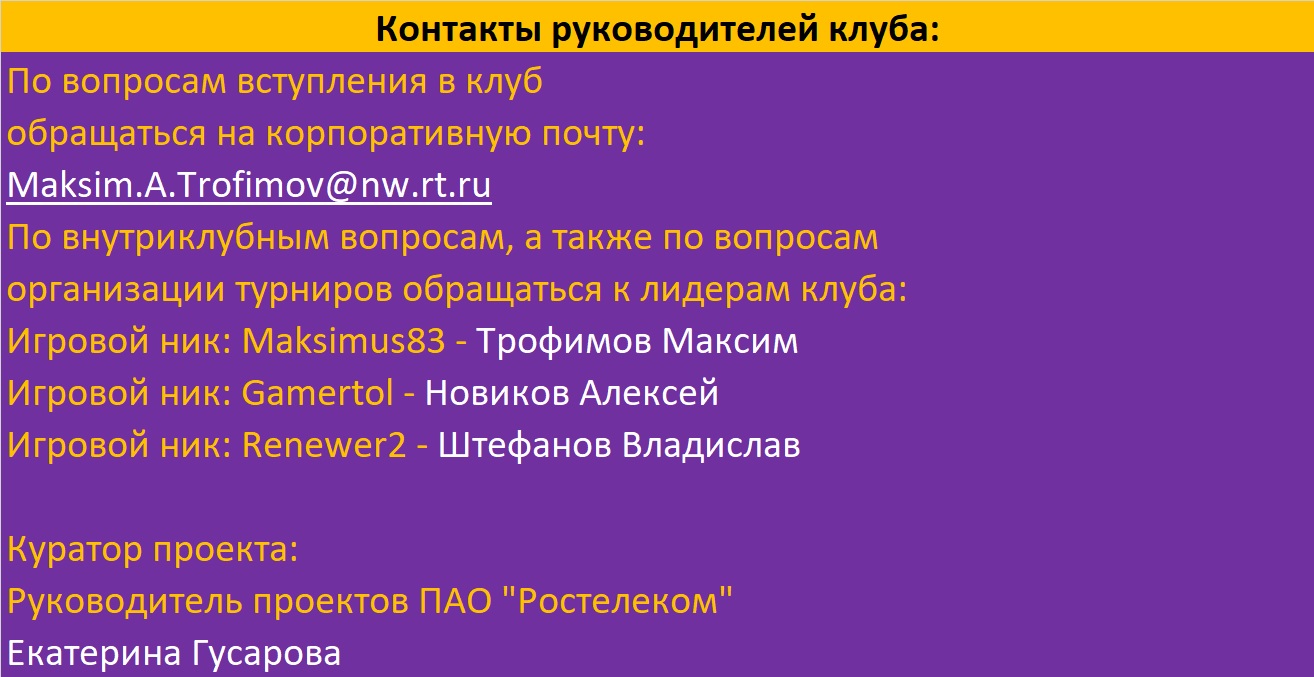 Контакты руководителей клуба:
По вопросам вступления в клуб
обращаться на корпоративную почту:
Maksim.A.Trofimov@nw.rt.ru
По внутриклубным вопросам, а также по вопросам
организации турниров обращаться к лидерам клуба:
Игровой ник: Maksimus83 - Трофимов Максим
Игровой ник: Gamertol - Новиков Алексей
Игровой ник: Renewer2 - Штефанов Владислав
Куратор проекта:
Руководитель проектов ПАО "Ростелеком"
Екатерина Гусарова